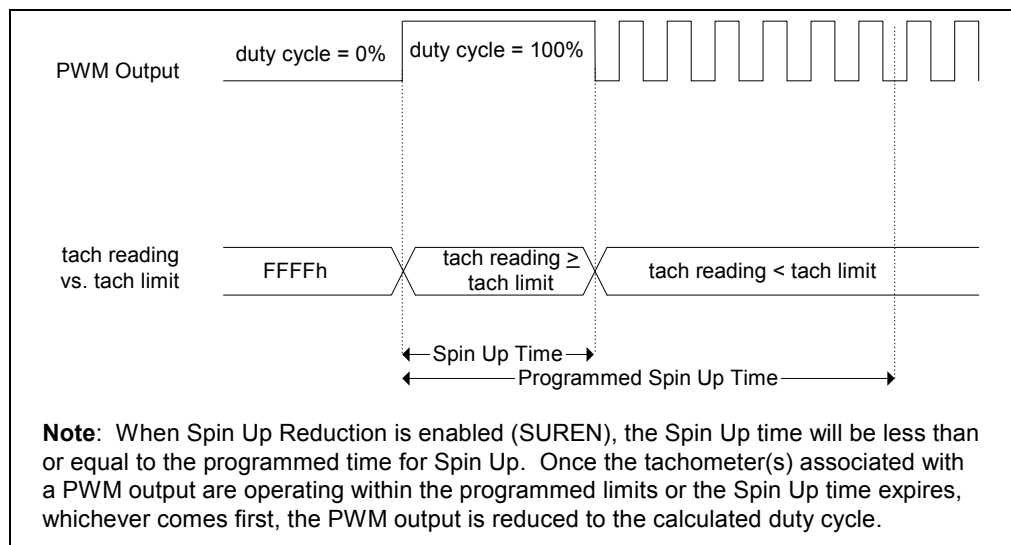 duty cycle = 0%
duty cycle = 100%
PWM Output
tach reading
vs. tach limit
FFFFh
tach reading ≥
tach limit
tach reading < tach limit
Spin Up Time
Programmed Spin Up Time
Note: When Spin Up Reduction is enabled (SUREN), the Spin Up time will be less than
or equal to the programmed time for Spin Up. Once the tachometer(s) associated with
a PWM output are operating within the programmed limits or the Spin Up time expires,
whichever comes first, the PWM output is reduced to the calculated duty cycle.